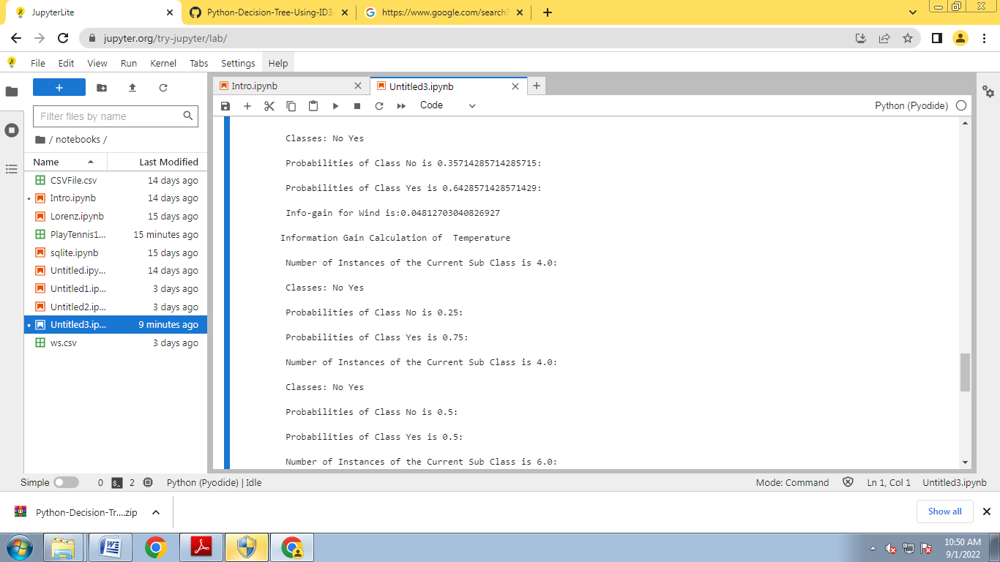 JupyterLite
Python-Decision-Tree-Using-ID3
https://www.google.com/search?
jupyter.org/try-jupyter/lab/
File Edit View Run Kernel Tabs Settings Help
Filter files by name
/ notebooks /
Name Last Modified
CSVFile.csv 14 days ago
Intro.ipynb 14 days ago
Lorenz.ipynb 15 days ago
PlayTennis1... 15 minutes ago
sqlite.ipynb 15 days ago
Untitled.ipy... 14 days ago
Untitled1.ip... 3 days ago
Untitled2.ip... 3 days ago
Untitled3.ip... 9 minutes ago
ws.csv 3 days ago
Intro.ipynb
Untitled3.ipynb
Code
Python (Pyodide)
Classes: No Yes
Probabilities of Class No is 0.35714285714285715:
Probabilities of Class Yes is 0.6428571428571429:
Info-gain for Wind is:0.04812703040826927
Information Gain Calculation of  Temperature
Number of Instances of the Current Sub Class is 4.0:
Classes: No Yes
Probabilities of Class No is 0.25:
Probabilities of Class Yes is 0.75:
Number of Instances of the Current Sub Class is 4.0:
Classes: No Yes
Probabilities of Class No is 0.5:
Probabilities of Class Yes is 0.5:
Number of Instances of the Current Sub Class is 6.0:
Simple 0 2 Python (Pyodide) | Idle Mode: Command Ln 1, Col 1 Untitled3.ipynb
Python-Decision-Tr....zip
Show all
10:50 AM
9/1/2022